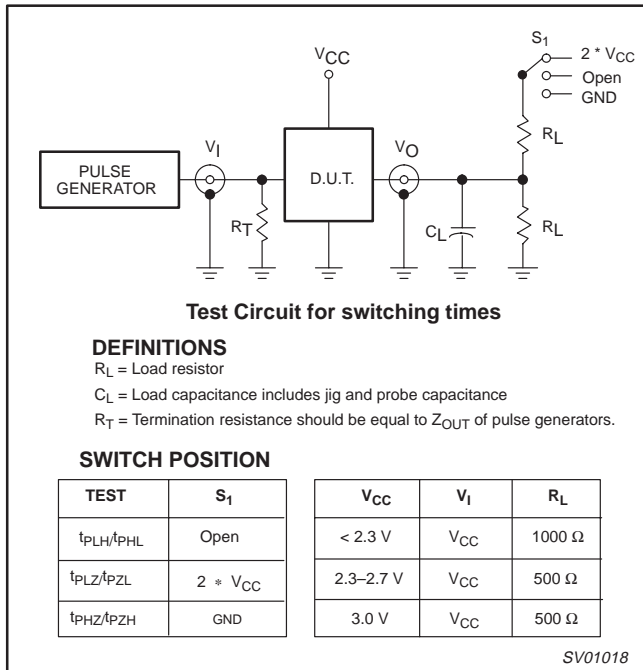 S1
2 * VCC
Open
GND
VCC
RL
VI
VO
PULSE
GENERATOR
D.U.T.
RT
CL
RL
Test Circuit for switching times
DEFINITIONS
RL = Load resistor
CL = Load capacitance includes jig and probe capacitance
RT = Termination resistance should be equal to ZOUT of pulse generators.
SWITCH POSITION
TEST S1
tPLH/tPHL Open
tPLZ/tPZL 2 * VCC
tPHZ/tPZH GND
VCC VI RL
< 2.3 V VCC 1000 Ω
2.3–2.7 V VCC 500 Ω
3.0 V VCC 500 Ω
SV01018